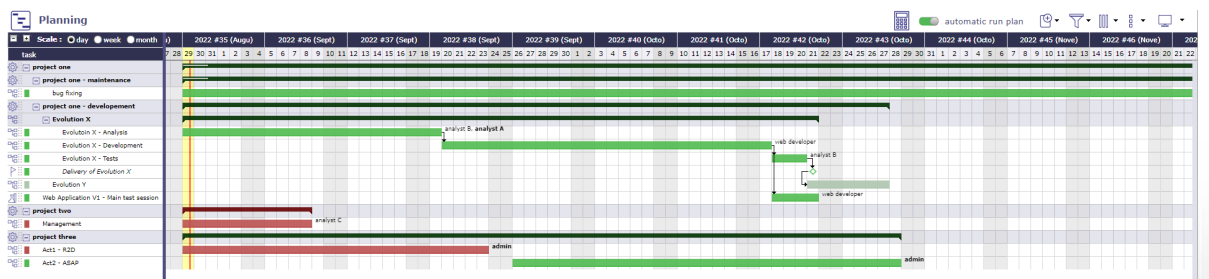 Planning
automatic run plan
Scale : day week month
) 2022 #35 (Augu) 2022 #36 (Sept) 2022 #37 (Sept) 2022 #38 (Sept) 2022 #39 (Sept) 2022 #40 (Octo) 2022 #41 (Octo) 2022 #42 (Octo) 2022 #43 (Octo) 2022 #44 (Octo) 2022 #45 (Nove) 2022 #46 (Nove) 202
task
7 28 29 30 31 1 2 3 4 5 6 7 8 9 10 11 12 13 14 15 16 17 18 19 20 21 22 23 24 25 26 27 28 29 30 1 2 3 4 5 6 7 8 9 10 11 12 13 14 15 16 17 18 19 20 21 22 23 24 25 26 27 28 29 30 31 1 2 3 4 5 6 7 8 9 10 11 12 13 14 15 16 17 18 19 20 21 22
project one
project one - maintenance
bug fixing
project one - developement
Evolution X
Evolutoin X - Analysis
analyst B, analyst A
Evolution X - Development
web developer
Evolution X - Tests
analyst B
Delivery of Evolution X
Evolution Y
Web Application V1 - Main test session
web developer
project two
Management
analyst C
project three
Act1 - R2D
admin
Act2 - ASAP
admin